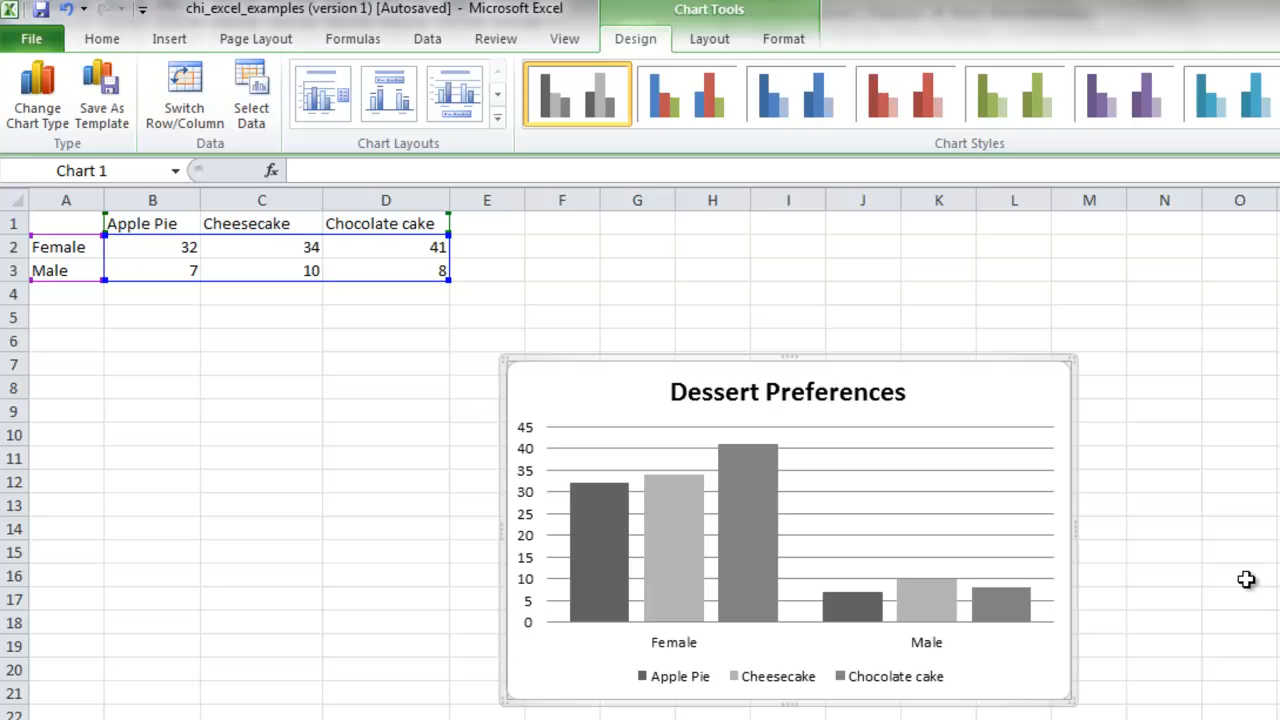 chi_excel_examples (version 1) [Autosaved] - Microsoft Excel
Chart Tools
File Home Insert Page Layout Formulas Data Review View Design Layout Format
Change Chart Type
Save As Template
Switch Row/Column
Select Data
Type Data Chart Layouts Chart Styles
Chart 1 fx
A B C D E F G H I J K L M N O
1 Apple Pie Cheesecake Chocolate cake
2 Female 32 34 41
3 Male 7 10 8
4
5
6
7
8
9
10
11
12
13
14
15
16
17
18
19
20
21
22
Dessert Preferences
45
40
35
30
25
20
15
10
5
0
Female Male
Apple Pie Cheesecake Chocolate cake